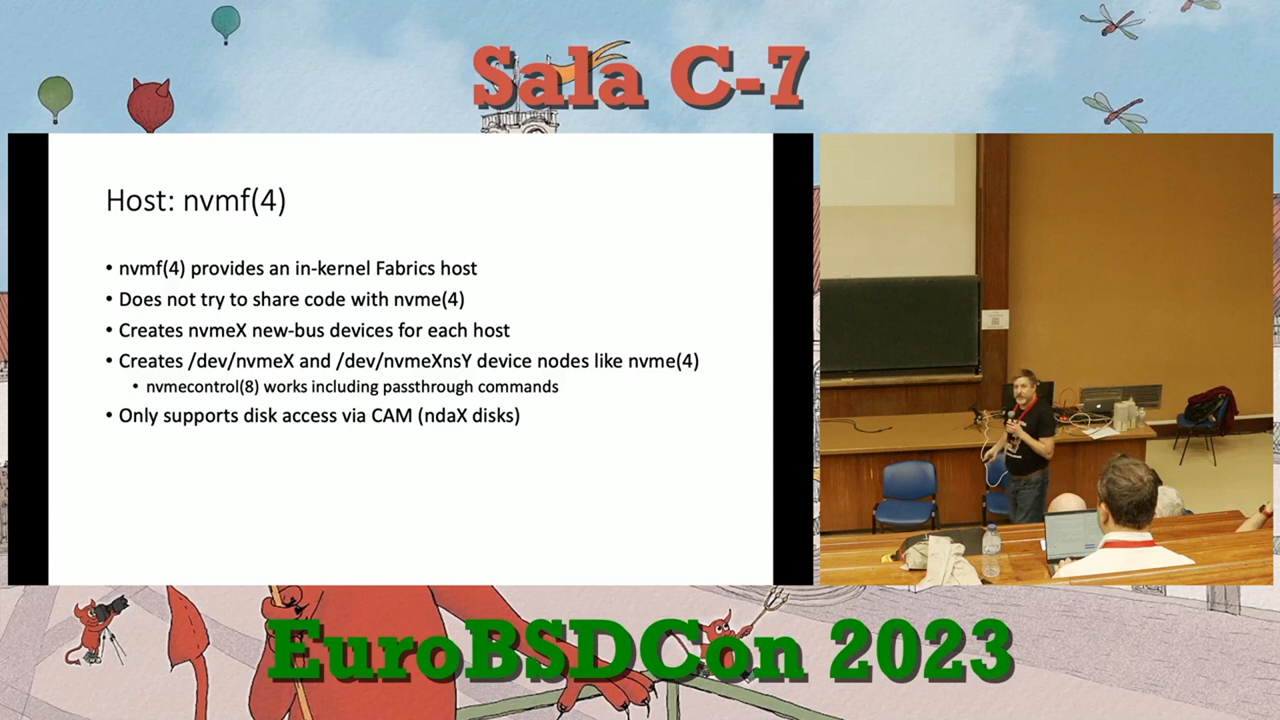 Sala C-7
Host: nvmf(4)
• nvmf(4) provides an in-kernel Fabrics host
• Does not try to share code with nvme(4)
• Creates nvmeX new-bus devices for each host
• Creates /dev/nvmeX and /dev/nvmeXnsY device nodes like nvme(4)
• nvmecontrol(8) works including passthrough commands
• Only supports disk access via CAM (ndaX disks)
EuroBSDCon 2023